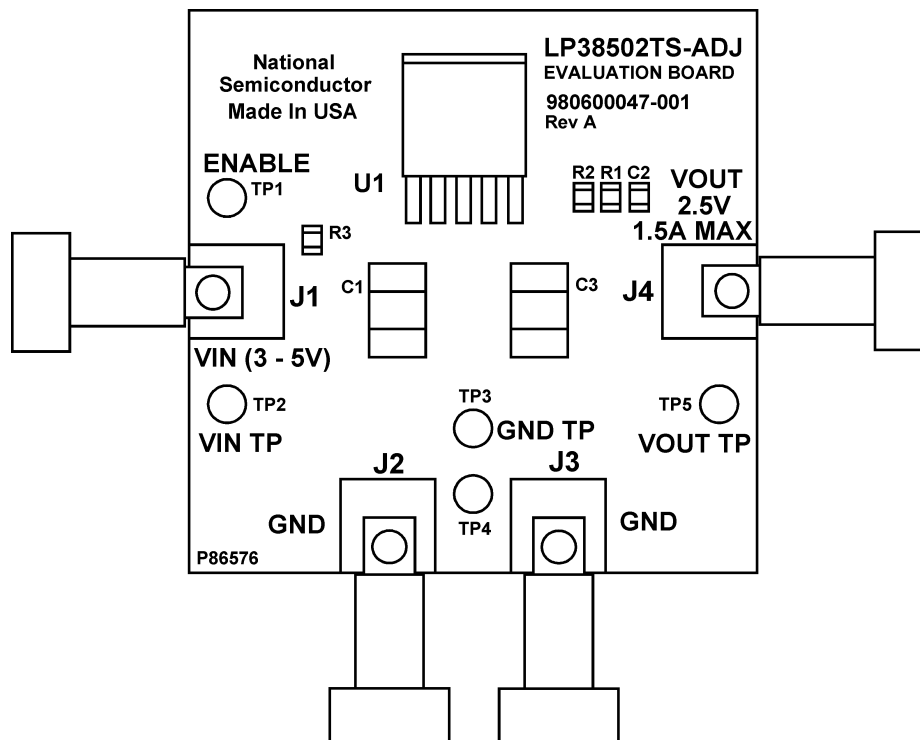 National
Semiconductor
Made In USA
LP38502TS-ADJ
EVALUATION BOARD
980600047-001
Rev A
ENABLE
TP1
U1
R2 R1 C2
VOUT
2.5V
1.5A MAX
R3
J1
C1
C3
J4
VIN (3 - 5V)
TP2
VIN TP
TP3
GND TP
TP5
VOUT TP
J2
J3
GND
TP4
GND
P86576